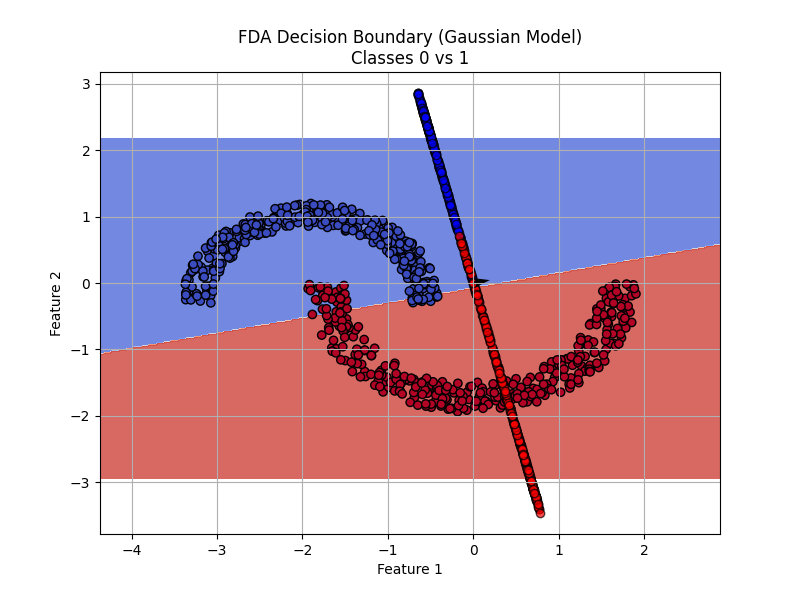 FDA Decision Boundary (Gaussian Model)
Classes 0 vs 1
3
2
1
0
−1
−2
−3
Feature 2
−4 −3 −2 −1 0 1 2
Feature 1